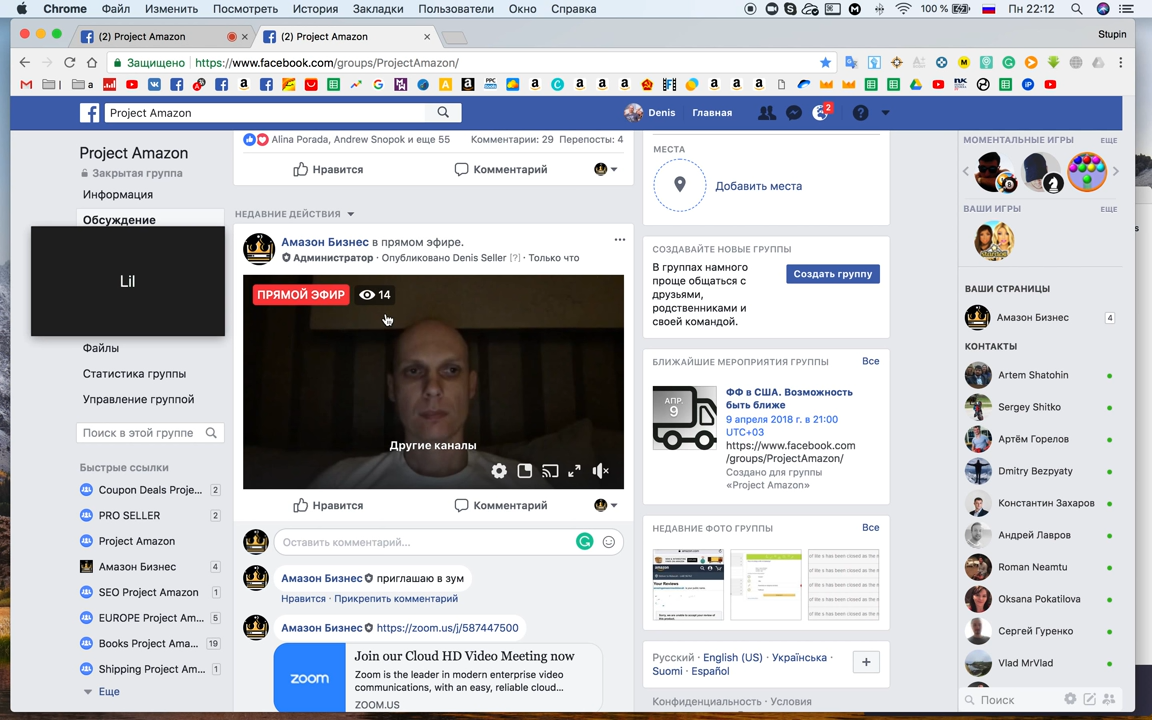 Chrome Файл Изменить Посмотреть История Закладки Пользователи Окно Справка
100 % Пн 22:12
(2) Project Amazon
(2) Project Amazon
Stupin
Защищено https://www.facebook.com/groups/ProjectAmazon/
Project Amazon
Denis Главная 2
Project Amazon
Закрытая группа
Информация
Обсуждение
Lil
Файлы
Статистика группы
Управление группой
Поиск в этой группе
Быстрые ссылки
Coupon Deals Proje... 2
PRO SELLER 2
Project Amazon
Амазон Бизнес 4
SEO Project Amazon 1
EUROPE Project Am... 5
Books Project Ama... 19
Shipping Project Am... 1
Еще
Alina Porada, Andrew Snopok и еще 55 Комментарии: 29 Перепосты: 4
Нравится Комментарий
НЕДАВНИЕ ДЕЙСТВИЯ
Амазон Бизнес в прямом эфире.
Администратор · Опубликовано Denis Seller [?] · Только что
ПРЯМОЙ ЭФИР 14
Другие каналы
Нравится Комментарий
Оставить комментарий...
Амазон Бизнес приглашаю в зум
Нравится · Прикрепить комментарий
Амазон Бизнес https://zoom.us/j/587447500
zoom
Join our Cloud HD Video Meeting now
Zoom is the leader in modern enterprise video
communications, with an easy, reliable cloud...
ZOOM.US
МЕСТА
Добавить места
СОЗДАВАЙТЕ НОВЫЕ ГРУППЫ
В группах намного
проще общаться с
друзьями,
родственниками и
своей командой.
Создать группу
БЛИЖАЙШИЕ МЕРОПРИЯТИЯ ГРУППЫ Все
АПР.
9
ФФ в США. Возможность
быть ближе
9 апреля 2018 г. в 21:00
UTC+03
https://www.facebook.com
/groups/ProjectAmazon/
Создано для группы
«Project Amazon»
НЕДАВНИЕ ФОТО ГРУППЫ Все
Русский · English (US) · Українська ·
Suomi · Español
Конфиденциальность · Условия
МОМЕНТАЛЬНЫЕ ИГРЫ ЕЩЕ
ВАШИ ИГРЫ ЕЩЕ
ВАШИ СТРАНИЦЫ
Амазон Бизнес 4
КОНТАКТЫ
Artem Shatohin
Sergey Shitko
Артём Горелов
Dmitry Bezpyaty
Константин Захаров
Андрей Лавров
Roman Neamtu
Oksana Pokatilova
Сергей Гуренко
Vlad MrVlad
Поиск